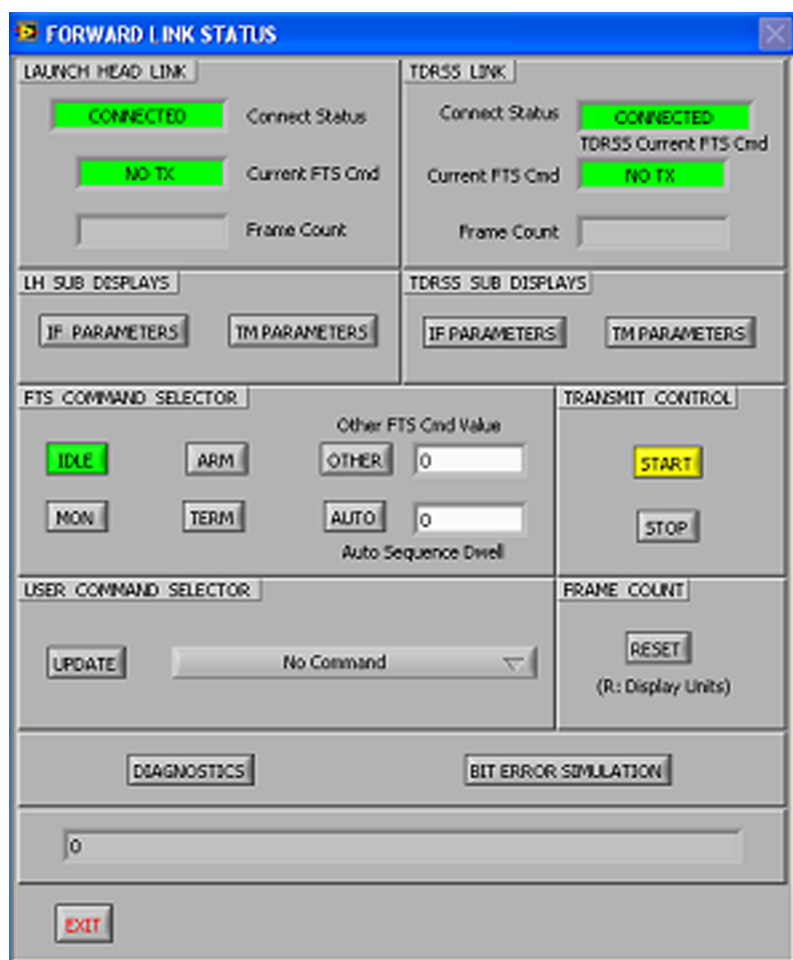 FORWARD LINK STATUS
LAUNCH HEAD LINK
CONNECTED Connect Status
NO TX Current FTS Cmd
Frame Count
TDRSS LINK
Connect Status CONNECTED
TDRSS Current FTS Cmd
Current FTS Cmd NO TX
Frame Count
LH SUB DISPLAYS
IF PARAMETERS TM PARAMETERS
TDRSS SUB DISPLAYS
IF PARAMETERS TM PARAMETERS
FTS COMMAND SELECTOR
Other FTS Cmd Value
IDLE ARM OTHER 0
MON TERM AUTO 0
Auto Sequence Dwell
TRANSMIT CONTROL
START
STOP
USER COMMAND SELECTOR
UPDATE No Command
FRAME COUNT
RESET
(R: Display Units)
DIAGNOSTICS BIT ERROR SIMULATION
0
EXIT